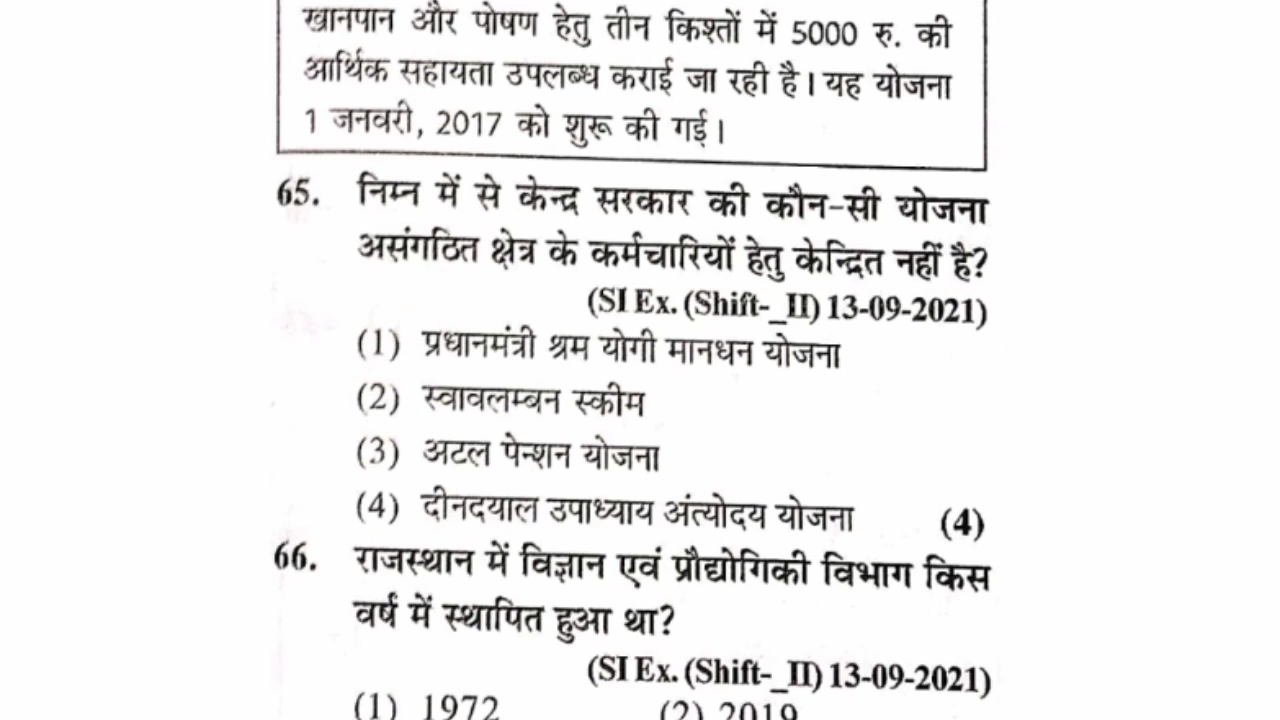 खानपान और पोषण हेतु तीन किश्तों में 5000 रु. की
आर्थिक सहायता उपलब्ध कराई जा रही है। यह योजना
1 जनवरी, 2017 को शुरू की गई।
65. निम्न में से केन्द्र सरकार की कौन-सी योजना
असंगठित क्षेत्र के कर्मचारियों हेतु केन्द्रित नहीं है?
(SI Ex. (Shift-_II) 13-09-2021)
(1) प्रधानमंत्री श्रम योगी मानधन योजना
(2) स्वावलम्बन स्कीम
(3) अटल पेन्शन योजना
(4) दीनदयाल उपाध्याय अंत्योदय योजना (4)
66. राजस्थान में विज्ञान एवं प्रौद्योगिकी विभाग किस
वर्ष में स्थापित हुआ था?
(SI Ex. (Shift-_II) 13-09-2021)
(1) 1972 (2) 2019